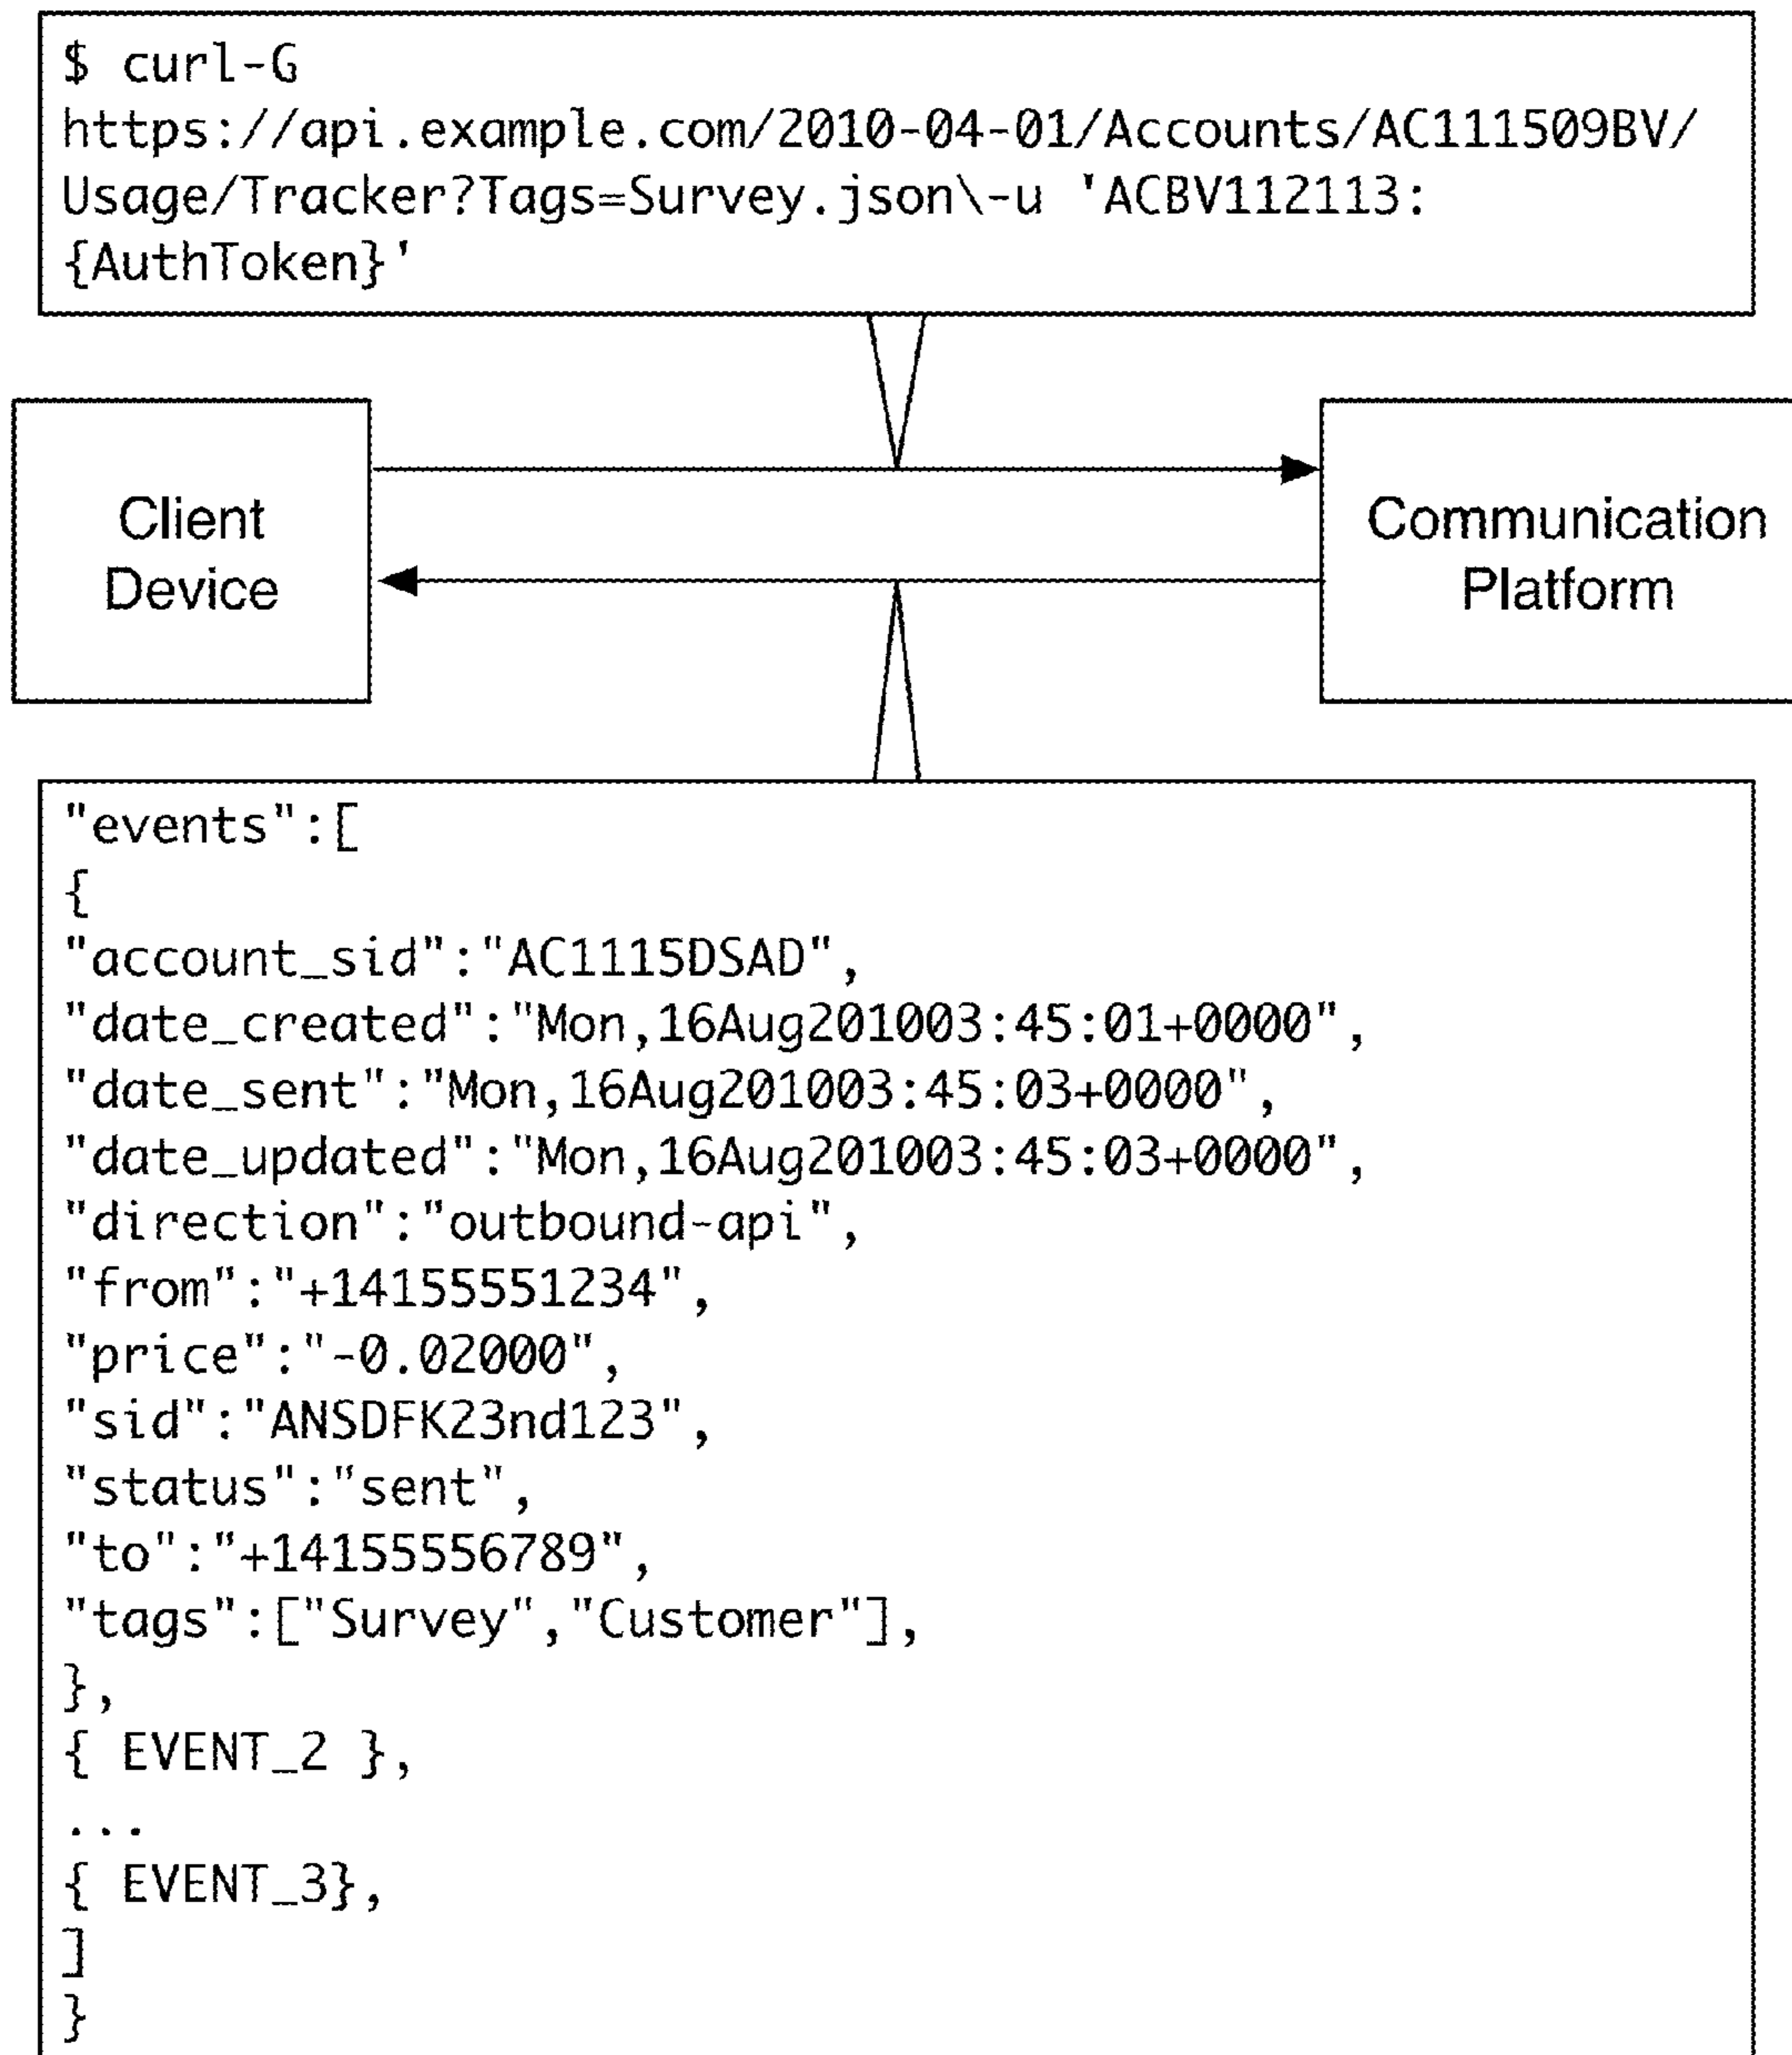 $ curl-G
https://api.example.com/2010-04-01/Accounts/AC111509BV/
Usage/Tracker?Tags=Survey.json\-u 'ACBV112113:
{AuthToken}'
Client
Device
Communication
Platform
"events":[
{
"account_sid":"AC1115DSAD",
"date_created":"Mon,16Aug201003:45:01+0000",
"date_sent":"Mon,16Aug201003:45:03+0000",
"date_updated":"Mon,16Aug201003:45:03+0000",
"direction":"outbound-api",
"from":"+14155551234",
"price":"-0.02000",
"sid":"ANSDFK23nd123",
"status":"sent",
"to":"+14155556789",
"tags":["Survey","Customer"],
},
{ EVENT_2 },
...
{ EVENT_3},
]
}